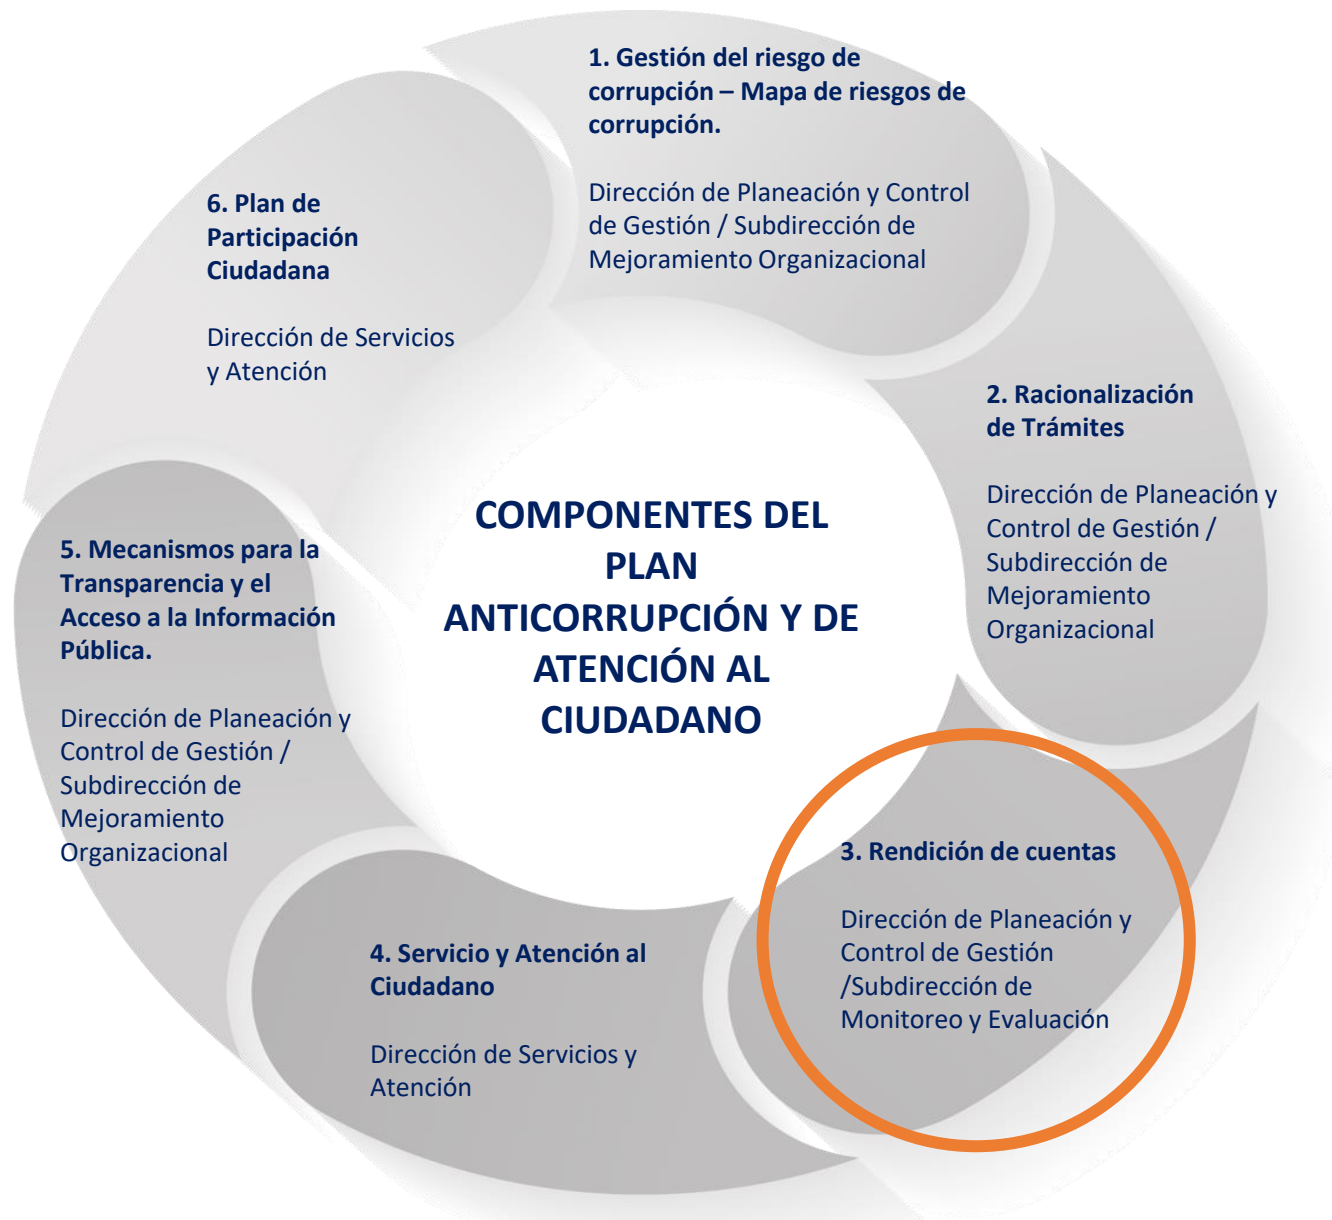 1. Gestión del riesgo de
corrupción – Mapa de riesgos de
corrupción.
Dirección de Planeación y Control
de Gestión / Subdirección de
Mejoramiento Organizacional
2. Racionalización
de Trámites
Dirección de Planeación y
Control de Gestión /
Subdirección de
Mejoramiento
Organizacional
3. Rendición de cuentas
Dirección de Planeación y
Control de Gestión
/Subdirección de
Monitoreo y Evaluación
4. Servicio y Atención al
Ciudadano
Dirección de Servicios y
Atención
5. Mecanismos para la
Transparencia y el
Acceso a la Información
Pública.
Dirección de Planeación y
Control de Gestión /
Subdirección de
Mejoramiento
Organizacional
6. Plan de
Participación
Ciudadana
Dirección de Servicios
y Atención
COMPONENTES DEL
PLAN
ANTICORRUPCIÓN Y DE
ATENCIÓN AL
CIUDADANO